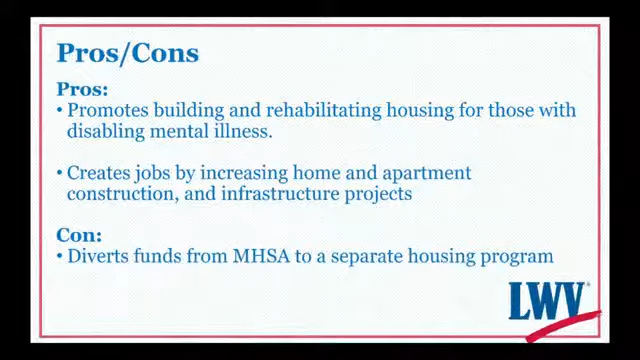 Pros/Cons
Pros:
• Promotes building and rehabilitating housing for those with
disabling mental illness.
• Creates jobs by increasing home and apartment
construction, and infrastructure projects
Con:
• Diverts funds from MHSA to a separate housing program
LWV®